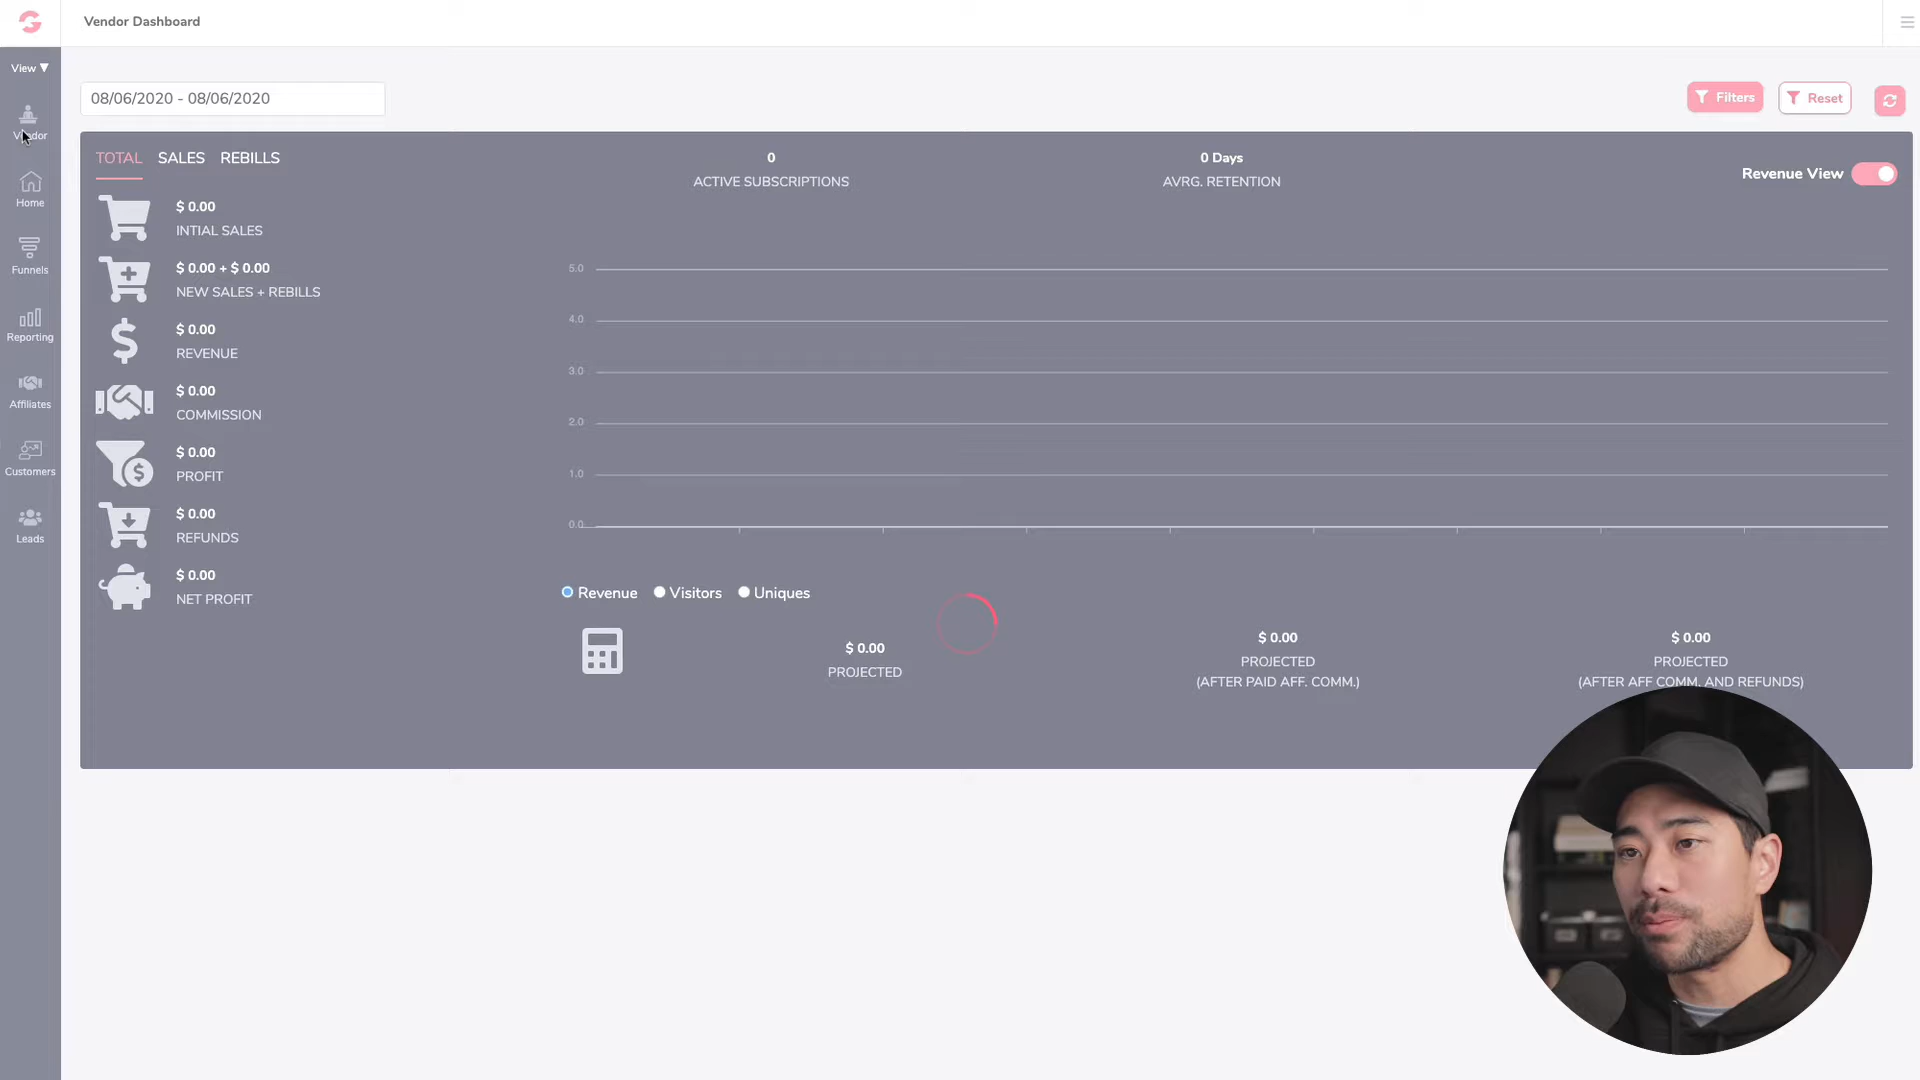 Vendor Dashboard
View ▼
Vendor
Home
Funnels
Reporting
Affiliates
Customers
Leads
08/06/2020 - 08/06/2020
Filters
Reset
TOTAL SALES REBILLS
$ 0.00
INTIAL SALES
$ 0.00 + $ 0.00
NEW SALES + REBILLS
$ 0.00
REVENUE
$ 0.00
COMMISSION
$ 0.00
PROFIT
$ 0.00
REFUNDS
$ 0.00
NET PROFIT
0
ACTIVE SUBSCRIPTIONS
0 Days
AVRG. RETENTION
Revenue View
5.0
4.0
3.0
2.0
1.0
0.0
Revenue Visitors Uniques
$ 0.00
PROJECTED
$ 0.00
PROJECTED
(AFTER PAID AFF. COMM.)
$ 0.00
PROJECTED
(AFTER AFF COMM. AND REFUNDS)